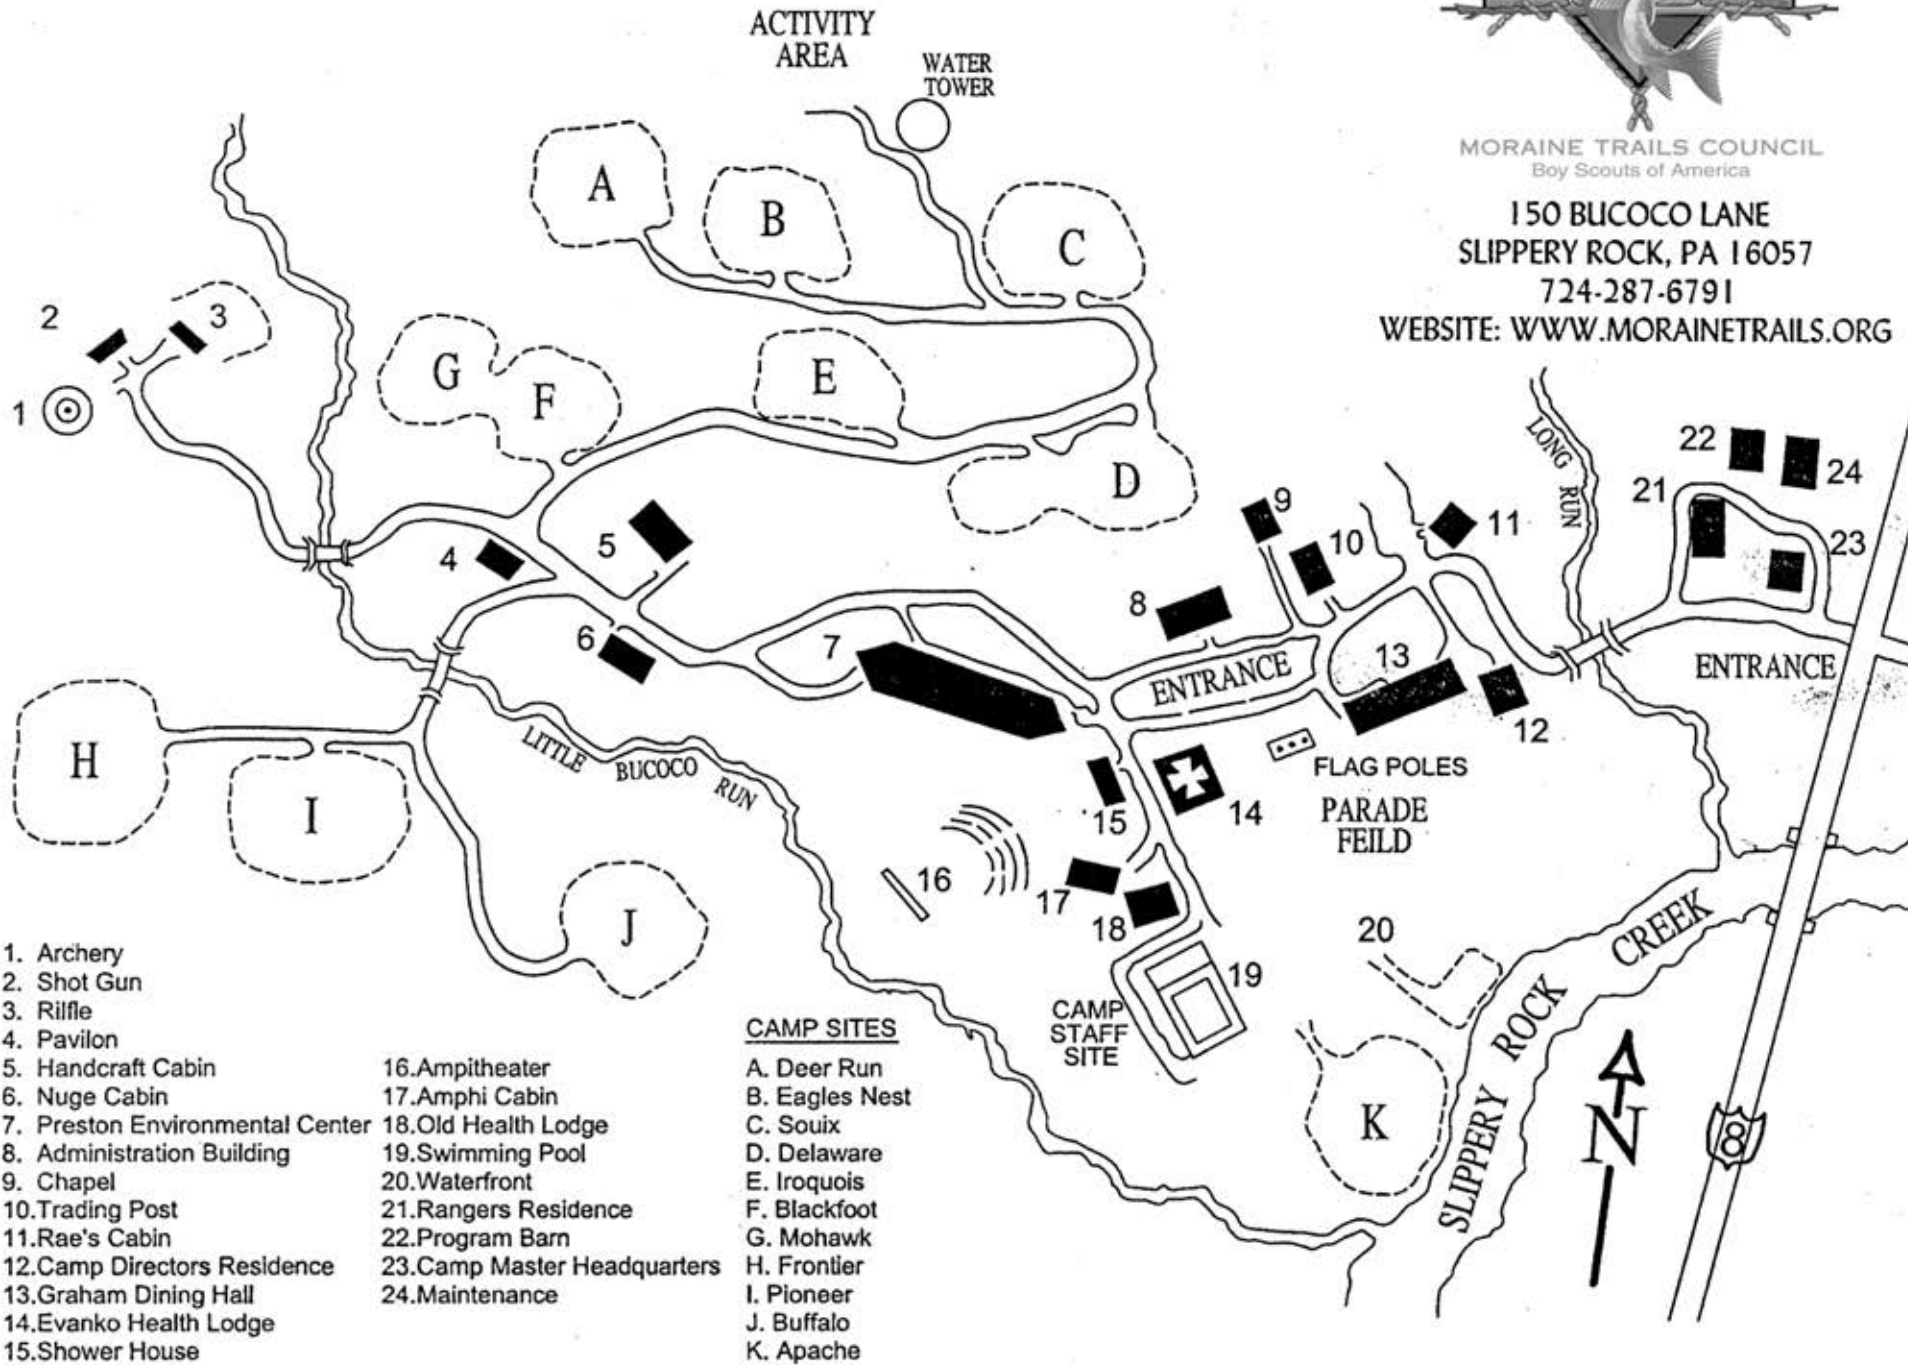 ACTIVITY
AREA
WATER
TOWER
MORAINE TRAILS COUNCIL
Boy Scouts of America
150 BUCOCO LANE
SLIPPERY ROCK, PA 16057
724-287-6791
WEBSITE: WWW.MORAINETRAILS.ORG
A
B
C
2
3
1
G
F
E
D
LONG
RUN
22
24
21
23
9
10
11
4
5
6
7
8
13
12
ENTRANCE
ENTRANCE
H
I
J
LITTLE BUCOCO RUN
FLAG POLES
PARADE
FEILD
14
15
16
17
18
19
20
CAMP
STAFF
SITE
K
SLIPPERY ROCK CREEK
N
8
1. Archery
2. Shot Gun
3. Rilfle
4. Pavilon
5. Handcraft Cabin
6. Nuge Cabin
7. Preston Environmental Center
8. Administration Building
9. Chapel
10.Trading Post
11.Rae's Cabin
12.Camp Directors Residence
13.Graham Dining Hall
14.Evanko Health Lodge
15.Shower House
16.Ampitheater
17.Amphi Cabin
18.Old Health Lodge
19.Swimming Pool
20.Waterfront
21.Rangers Residence
22.Program Barn
23.Camp Master Headquarters
24.Maintenance
CAMP SITES
A. Deer Run
B. Eagles Nest
C. Souix
D. Delaware
E. Iroquois
F. Blackfoot
G. Mohawk
H. Frontier
I. Pioneer
J. Buffalo
K. Apache